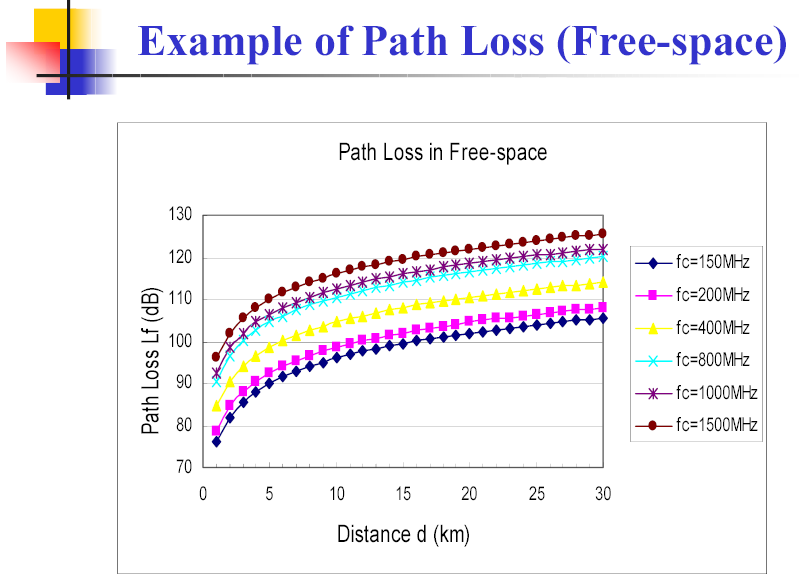 Example of Path Loss (Free-space)
Path Loss in Free-space
130
120
110
100
90
80
70
Path Loss Lf (dB)
0 5 10 15 20 25 30
Distance d (km)
fc=150MHz
fc=200MHz
fc=400MHz
fc=800MHz
fc=1000MHz
fc=1500MHz